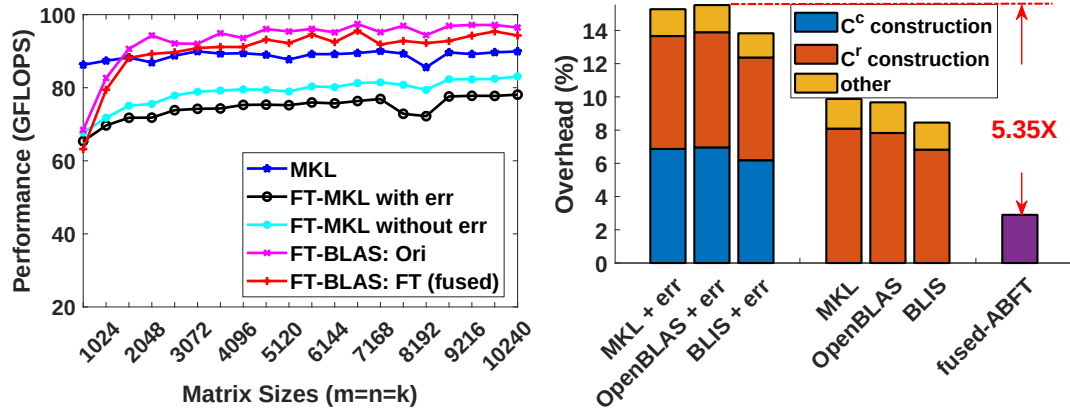 Performance (GFLOPS)
100
80
60
40
20
MKL
FT-MKL with err
FT-MKL without err
FT-BLAS: Ori
FT-BLAS: FT (fused)
1024
2048
3072
4096
5120
6144
7168
8192
9216
10240
Matrix Sizes (m=n=k)
Overhead (%)
14
12
10
8
6
4
2
0
C^c construction
C^r construction
other
5.35X
MKL + err
OpenBLAS + err
BLIS + err
MKL
OpenBLAS
BLIS
fused-ABFT